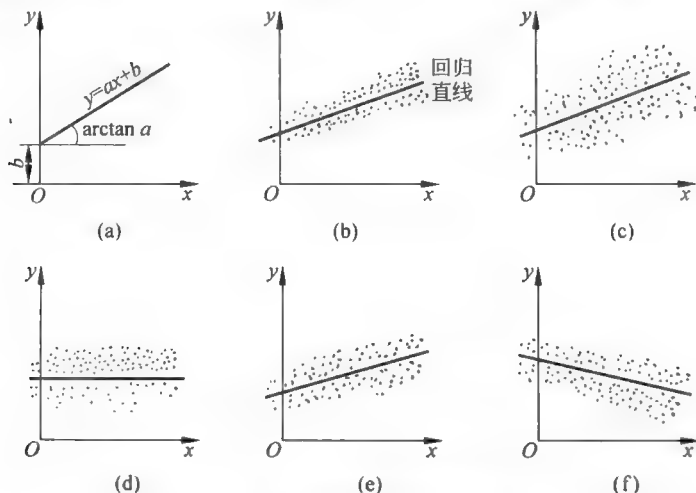 y
y=ax+b
arctan a
b
O
x
(a)
y
回归
直线
O
x
(b)
y
O
x
(c)
y
O
x
(d)
y
O
x
(e)
y
O
x
(f)